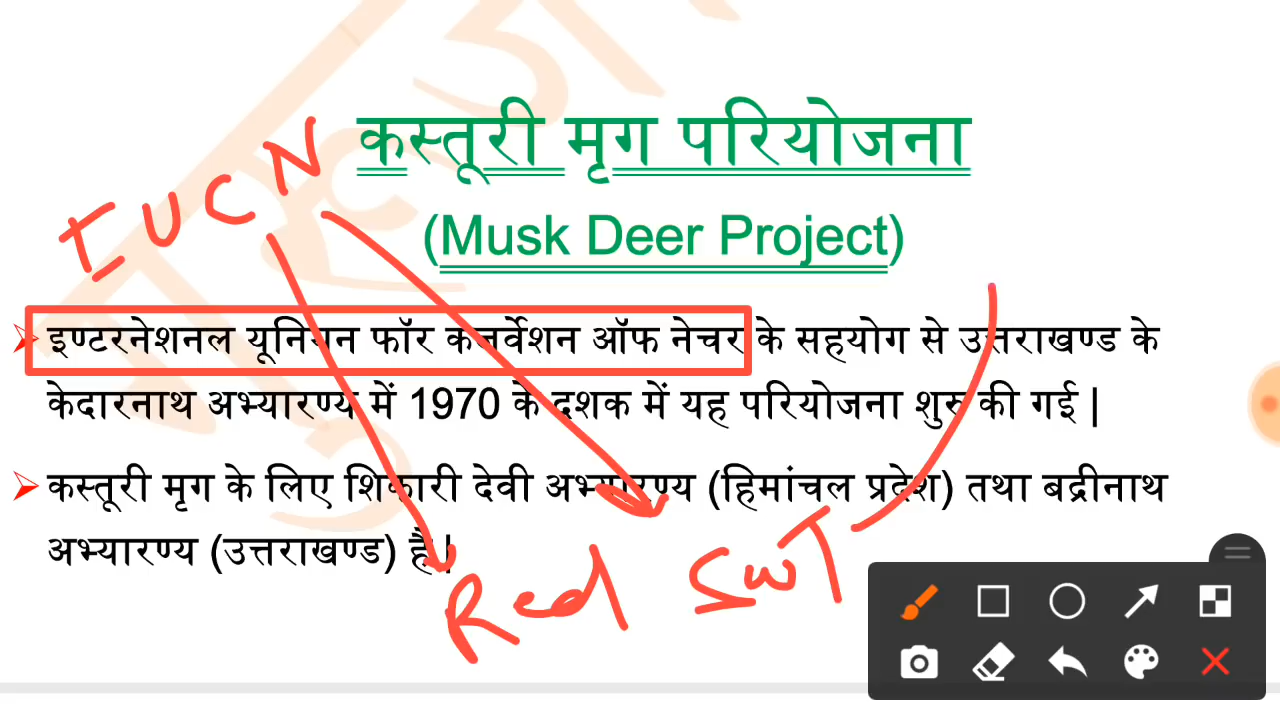 कस्तूरी मृग परियोजना
IUCN
(Musk Deer Project)
इण्टरनेशनल यूनियन फॉर कजर्वेशन ऑफ नेचर के सहयोग से उत्तराखण्ड के
केदारनाथ अभ्यारण्य में 1970 के दशक में यह परियोजना शुरु की गई |
कस्तूरी मृग के लिए शिकारी देवी अभ्यारण्य (हिमांचल प्रदेश) तथा बद्रीनाथ
अभ्यारण्य (उत्तराखण्ड) है |
Red